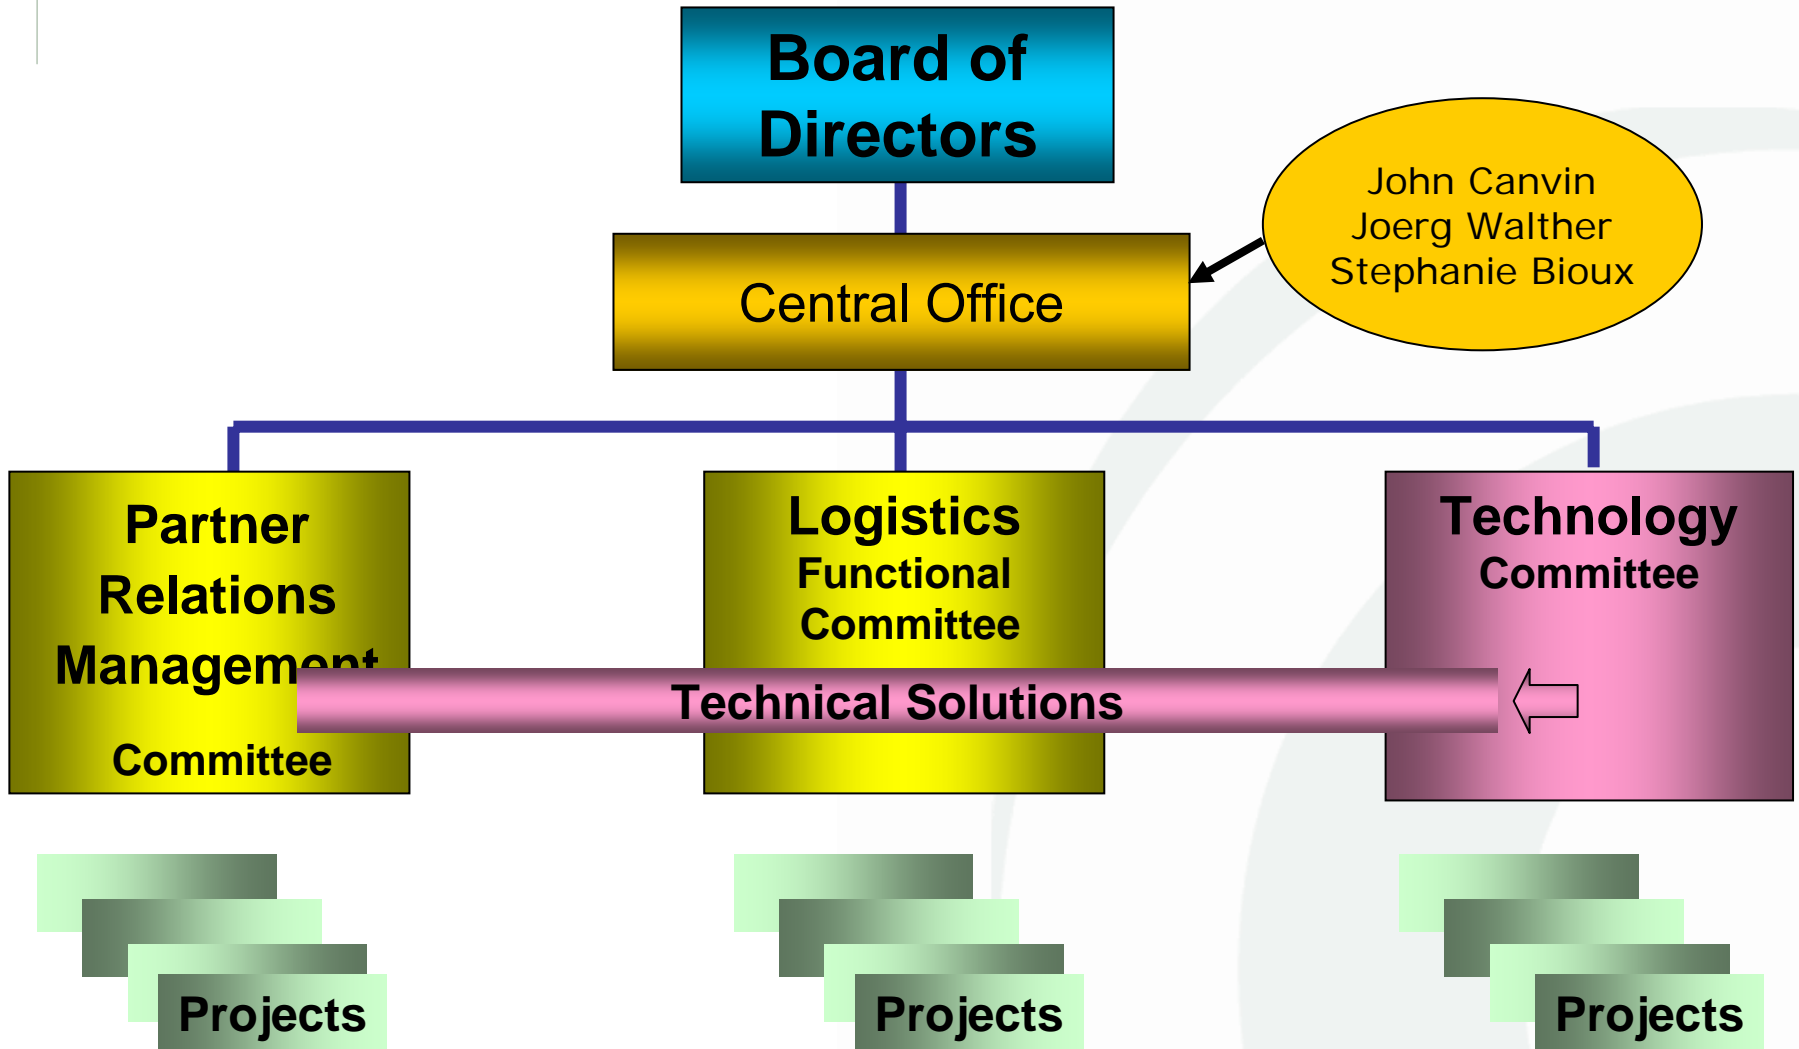 Board of
Directors
John Canvin
Joerg Walther
Stephanie Bioux
Central Office
Partner
Relations
Management
Committee
Logistics
Functional
Committee
Technology
Committee
Technical Solutions
Projects
Projects
Projects